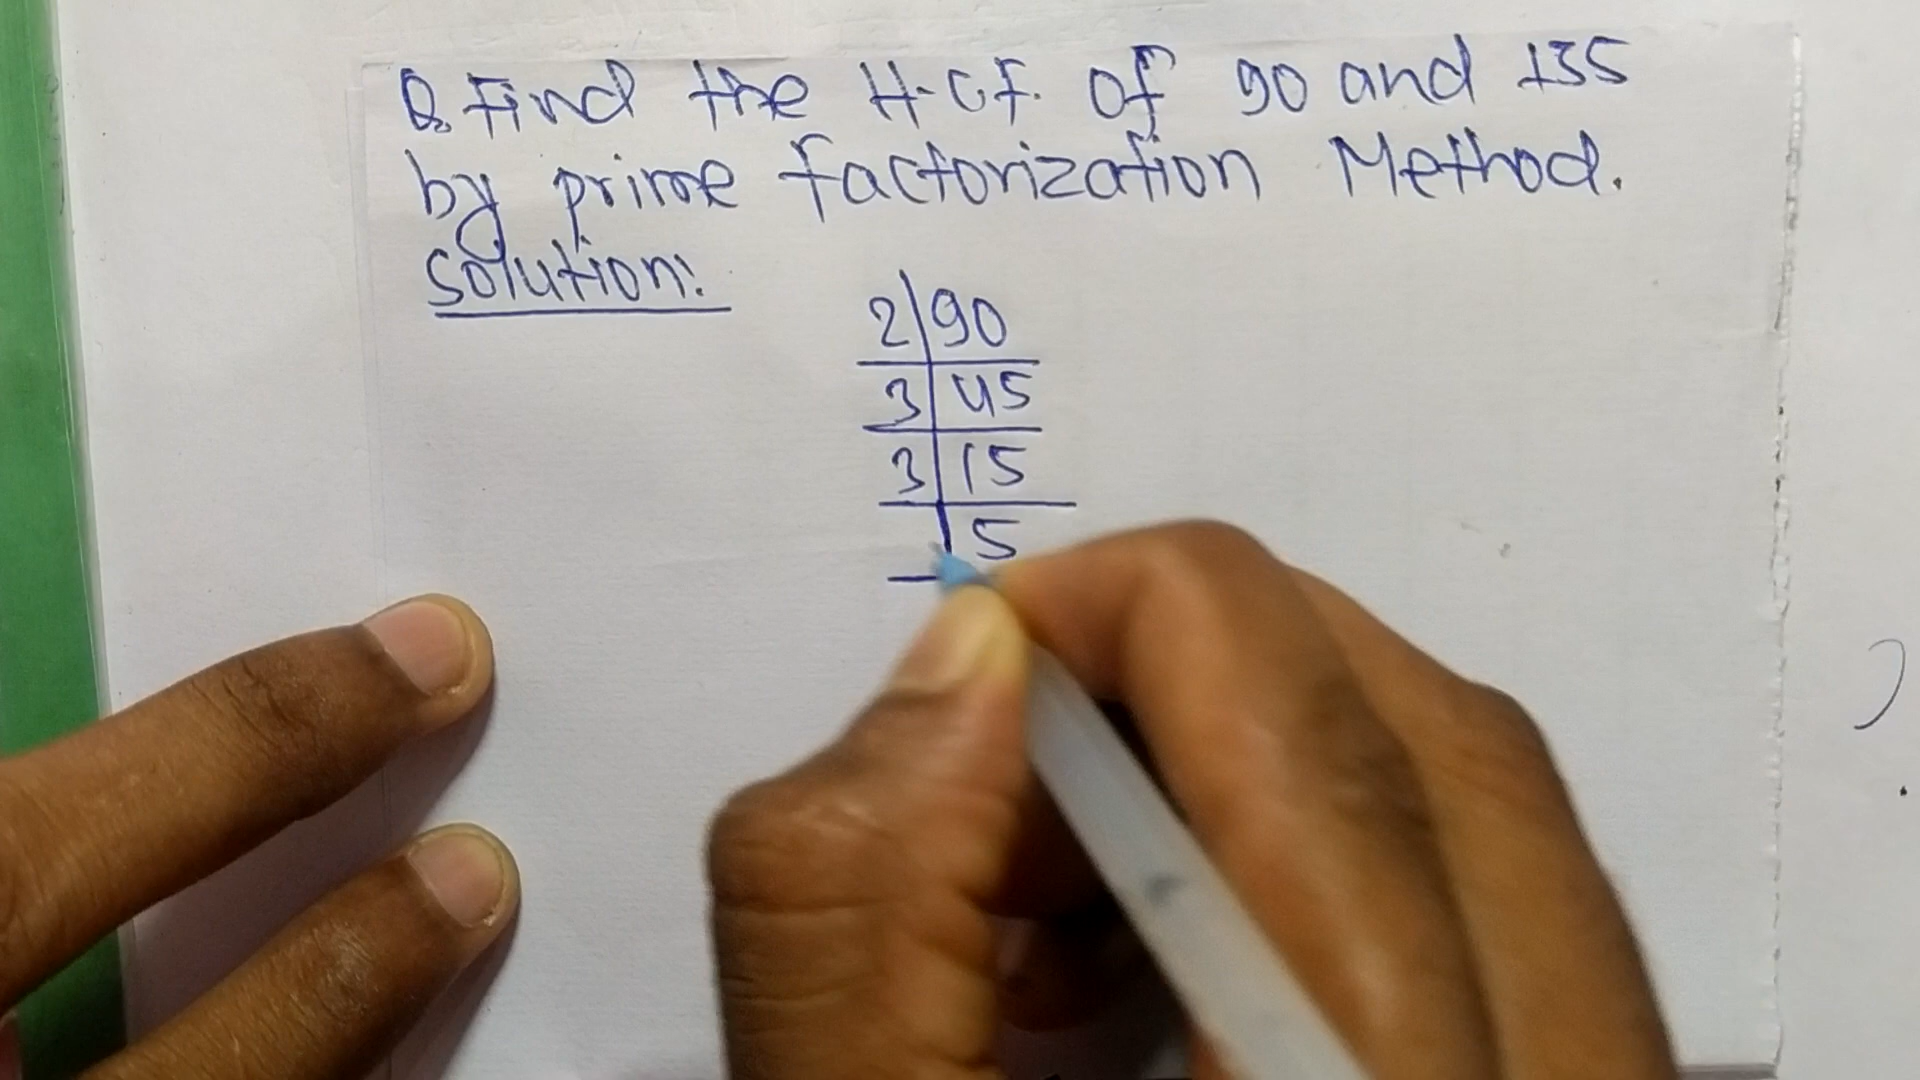 Q. Find the H.C.F. of 90 and 135
by prime factorization Method.
solution:
2|90
3|45
3|15
|5